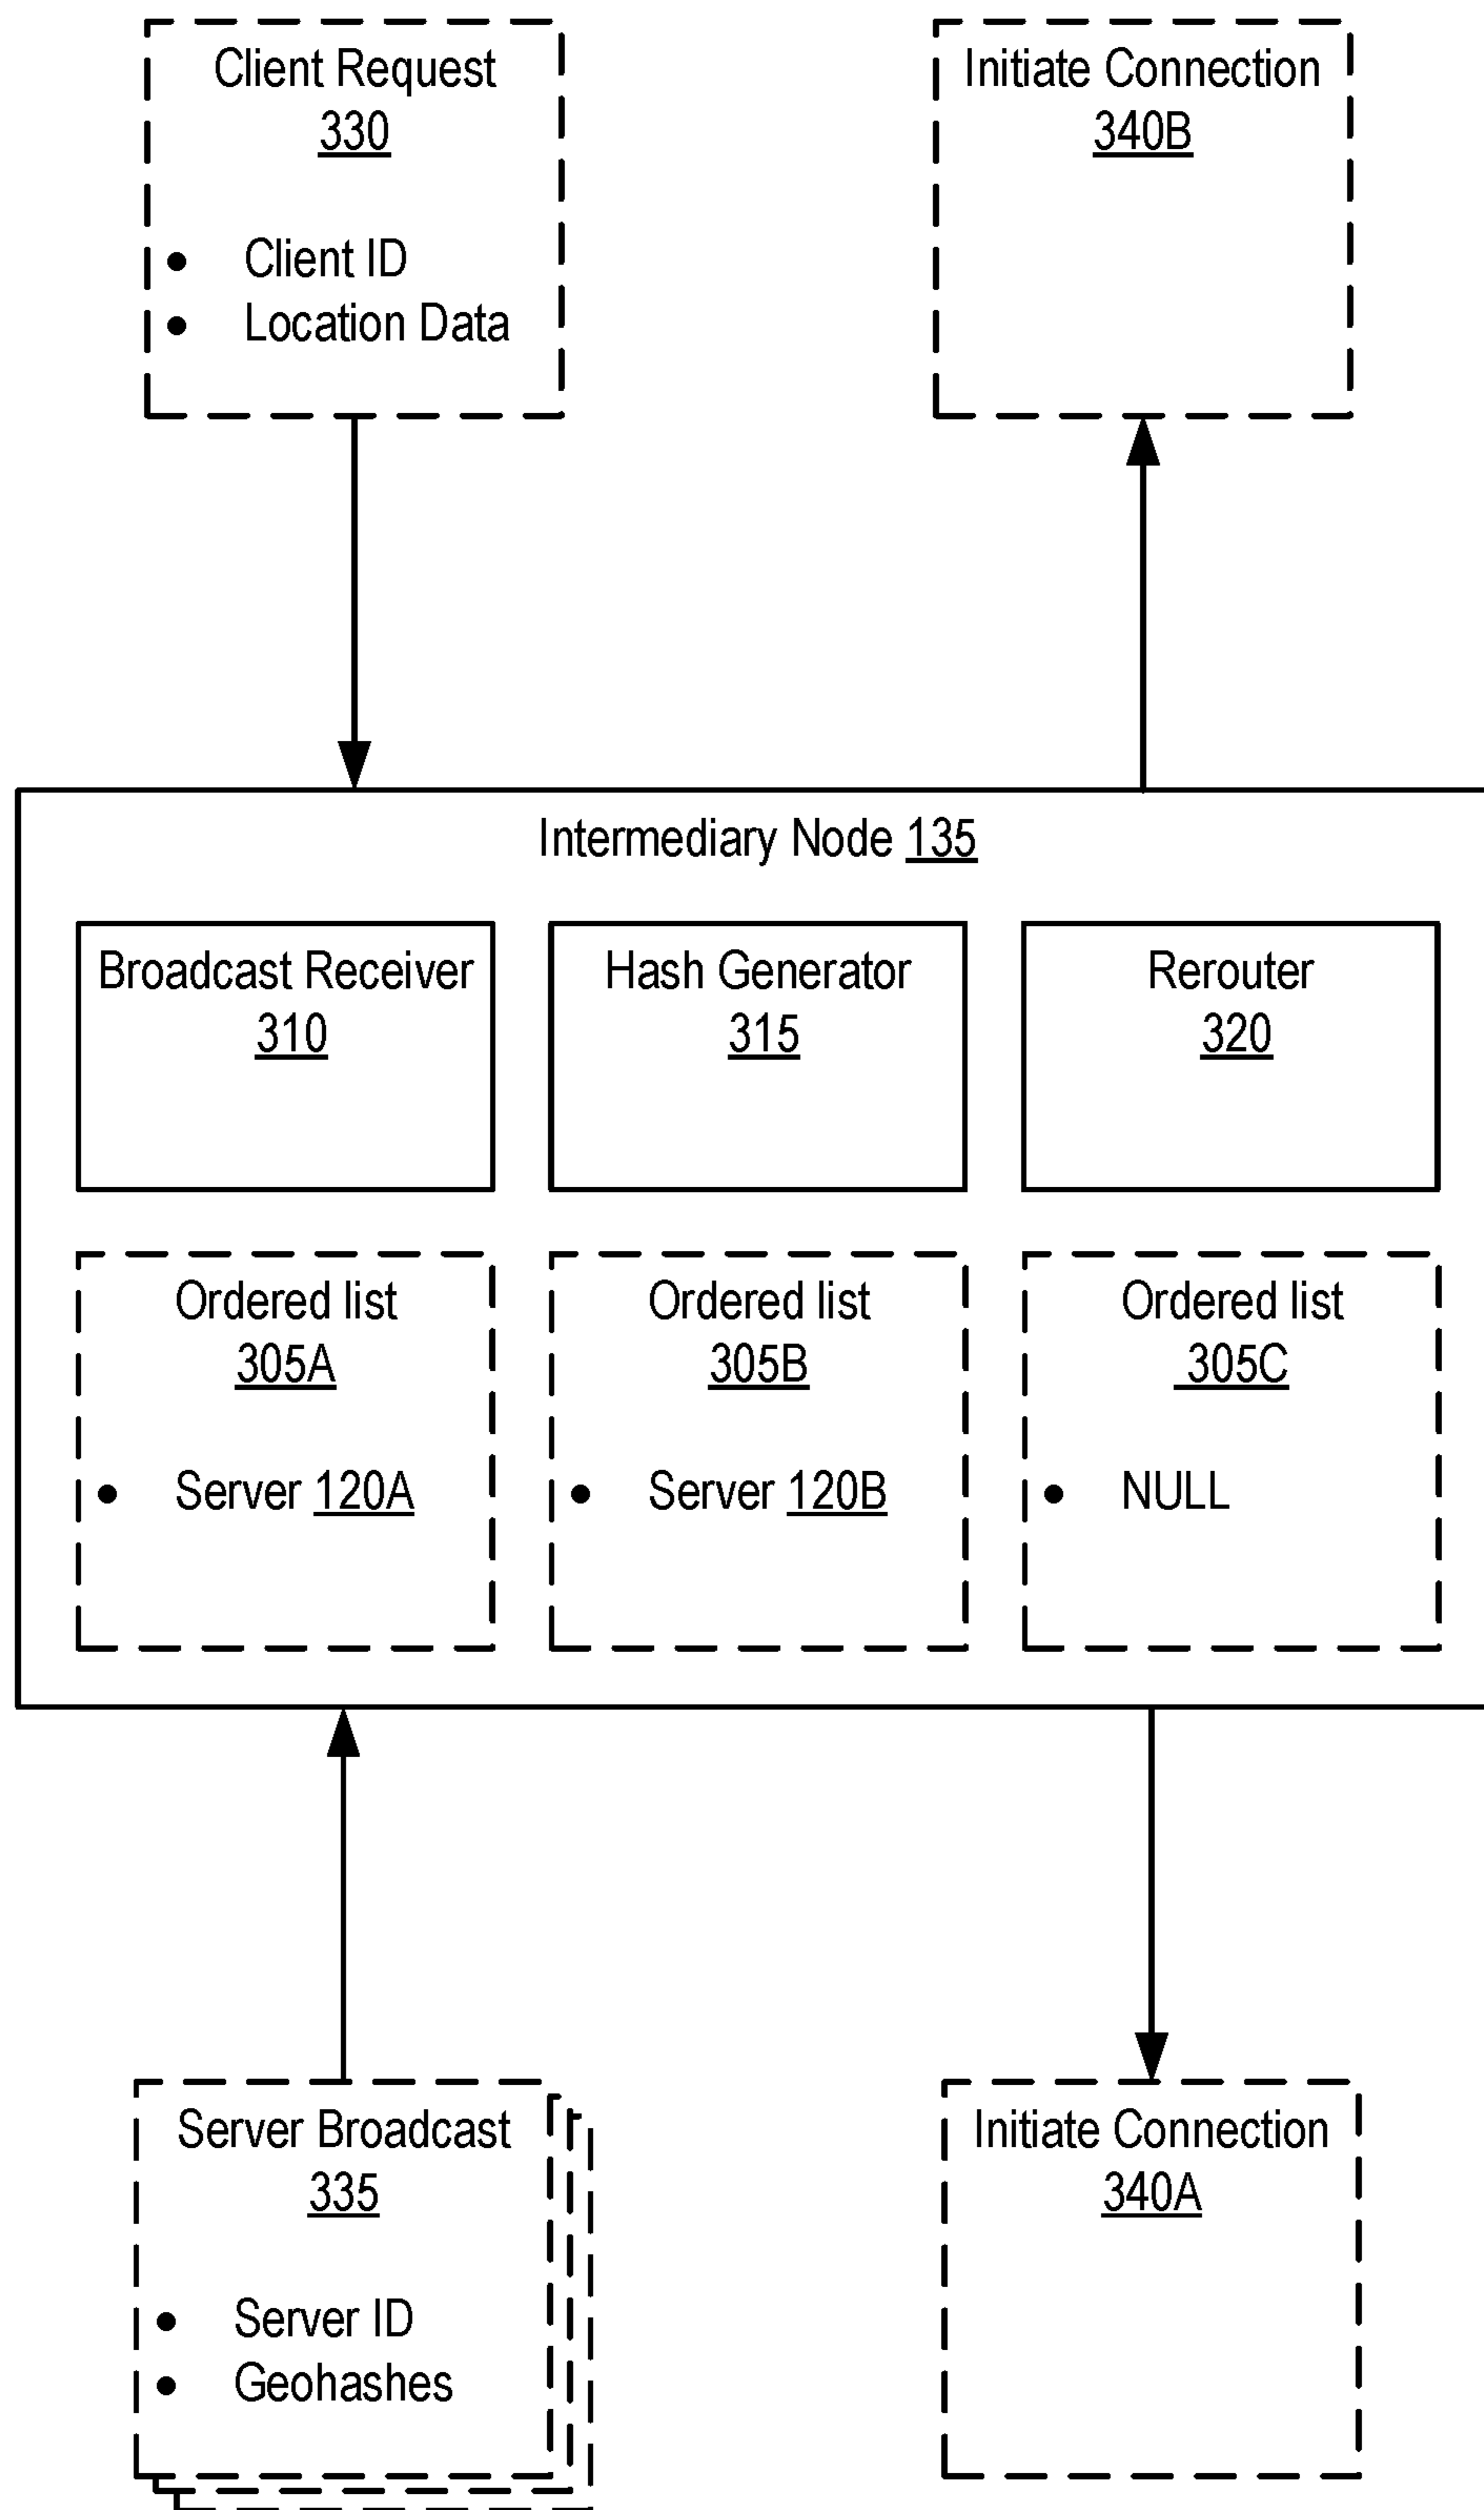 Client Request
330
• Client ID
• Location Data
Initiate Connection
340B
Intermediary Node 135
Broadcast Receiver
310
Hash Generator
315
Rerouter
320
Ordered list
305A
• Server 120A
Ordered list
305B
• Server 120B
Ordered list
305C
• NULL
Server Broadcast
335
• Server ID
• Geohashes
Initiate Connection
340A